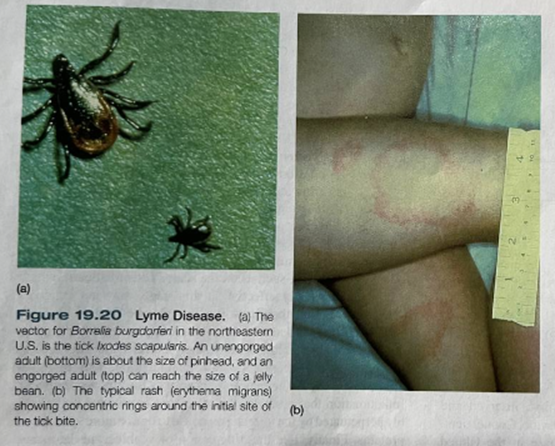 (a)
Figure 19.20 Lyme Disease. (a) The
vector for Borrelia burgdorferi in the northeastern
U.S. is the tick Ixodes scapularis. An unengorged
adult (bottom) is about the size of pinhead, and an
engorged adult (top) can reach the size of a jelly
bean. (b) The typical rash (erythema migrans)
showing concentric rings around the initial site of
the tick bite.
(b)
4
3
2
1